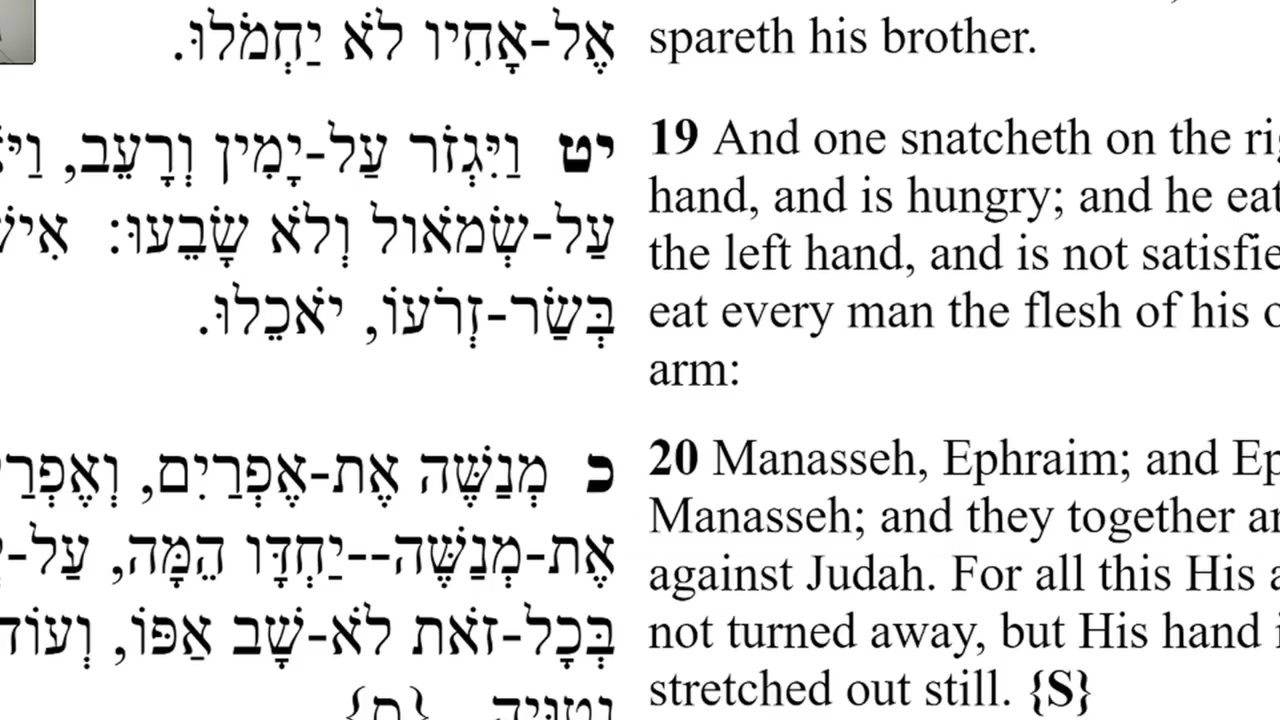 אֶל-אָחִיו לֹא יַחְמֹלוּ.
יט וַיִּגְזֹר עַל-יָמִין וְרָעֵב,
עַל-שְׂמֹאול וְלֹא שָׂבֵעוּ:
בְּשַׂר-זְרֹעוֹ, יֹאכֵלוּ.
כ מְנַשֶּׁה אֶת-אֶפְרַיִם,
אֶת-מְנַשֶּׁה--יַחְדָּו הֵמָּה, עַל-
בְּכָל-זֹאת לֹא-שָׁב אַפּוֹ,
spareth his brother.
19 And one snatcheth on the
hand, and is hungry; and he
the left hand, and is not
eat every man the flesh of his
arm:
20 Manasseh, Ephraim; and
Manasseh; and they together
against Judah. For all this His
not turned away, but His hand
stretched out still. {S}